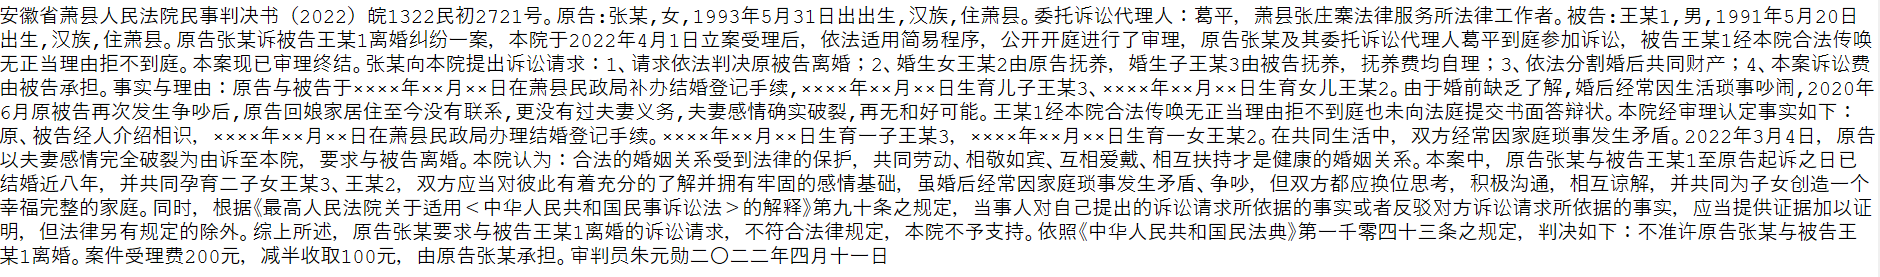 安徽省萧县人民法院民事判决书（2022）皖1322民初2721号。原告:张某,女,1993年5月31日出出生,汉族,住萧县。委托诉讼代理人：葛平，萧县张庄寨法律服务所法律工作者。被告:王某1,男,1991年5月20日
出生,汉族,住萧县。原告张某诉被告王某1离婚纠纷一案，本院于2022年4月1日立案受理后，依法适用简易程序，公开开庭进行了审理，原告张某及其委托诉讼代理人葛平到庭参加诉讼，被告王某1经本院合法传唤
无正当理由拒不到庭。本案现已审理终结。张某向本院提出诉讼请求：1、请求依法判决原被告离婚；2、婚生女王某2由原告抚养，婚生子王某3由被告抚养，抚养费均自理；3、依法分割婚后共同财产；4、本案诉讼费
由被告承担。事实与理由：原告与被告于××××年××月××日在萧县民政局补办结婚登记手续,××××年××月××日生育儿子王某3、××××年××月××日生育女儿王某2。由于婚前缺乏了解,婚后经常因生活琐事吵闹,2020年
6月原被告再次发生争吵后,原告回娘家居住至今没有联系,更没有过夫妻义务,夫妻感情确实破裂,再无和好可能。王某1经本院合法传唤无正当理由拒不到庭也未向法庭提交书面答辩状。本院经审理认定事实如下：
原、被告经人介绍相识，××××年××月××日在萧县民政局办理结婚登记手续。××××年××月××日生育一子王某3，××××年××月××日生育一女王某2。在共同生活中，双方经常因家庭琐事发生矛盾。2022年3月4日，原告
以夫妻感情完全破裂为由诉至本院，要求与被告离婚。本院认为：合法的婚姻关系受到法律的保护，共同劳动、相敬如宾、互相爱戴、相互扶持才是健康的婚姻关系。本案中，原告张某与被告王某1至原告起诉之日已
结婚近八年，并共同孕育二子女王某3、王某2，双方应当对彼此有着充分的了解并拥有牢固的感情基础，虽婚后经常因家庭琐事发生矛盾、争吵，但双方都应换位思考，积极沟通，相互谅解，并共同为子女创造一个
幸福完整的家庭。同时，根据《最高人民法院关于适用＜中华人民共和国民事诉讼法＞的解释》第九十条之规定，当事人对自己提出的诉讼请求所依据的事实或者反驳对方诉讼请求所依据的事实，应当提供证据加以证
明，但法律另有规定的除外。综上所述，原告张某要求与被告王某1离婚的诉讼请求，不符合法律规定，本院不予支持。依照《中华人民共和国民法典》第一千零四十三条之规定，判决如下：不准许原告张某与被告王
某1离婚。案件受理费200元，减半收取100元，由原告张某承担。审判员朱元勋二〇二二年四月十一日